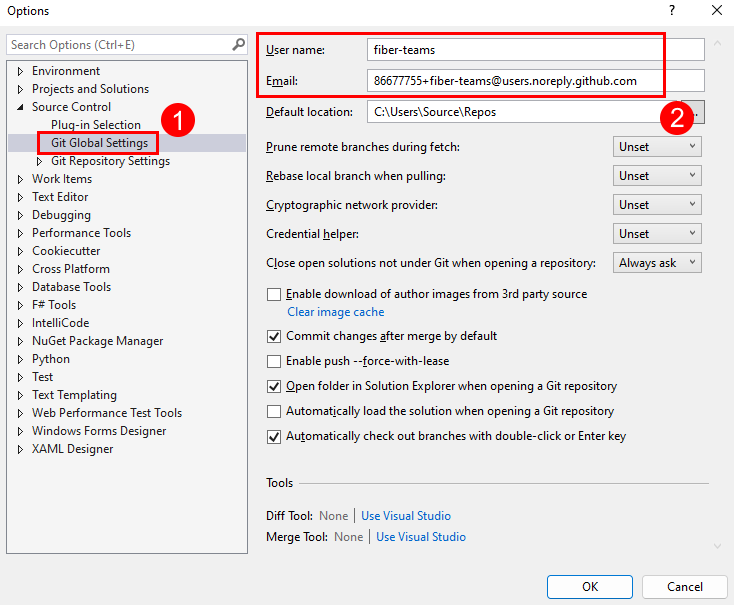 Options
?
Search Options (Ctrl+E)
Environment
Projects and Solutions
Source Control
Plug-in Selection
1
Git Global Settings
Git Repository Settings
Work Items
Text Editor
Debugging
Performance Tools
Cookiecutter
Cross Platform
Database Tools
F# Tools
IntelliCode
NuGet Package Manager
Python
Test
Text Templating
Web Performance Test Tools
Windows Forms Designer
XAML Designer
User name: fiber-teams
Email: 86677755+fiber-teams@users.noreply.github.com
Default location: C:\Users\Source\Repos
2
Prune remote branches during fetch: Unset
Rebase local branch when pulling: Unset
Cryptographic network provider: Unset
Credential helper: Unset
Close open solutions not under Git when opening a repository: Always ask
Enable download of author images from 3rd party source
Clear image cache
Commit changes after merge by default
Enable push --force-with-lease
Open folder in Solution Explorer when opening a Git repository
Automatically load the solution when opening a Git repository
Automatically check out branches with double-click or Enter key
Tools
Diff Tool: None | Use Visual Studio
Merge Tool: None | Use Visual Studio
OK Cancel